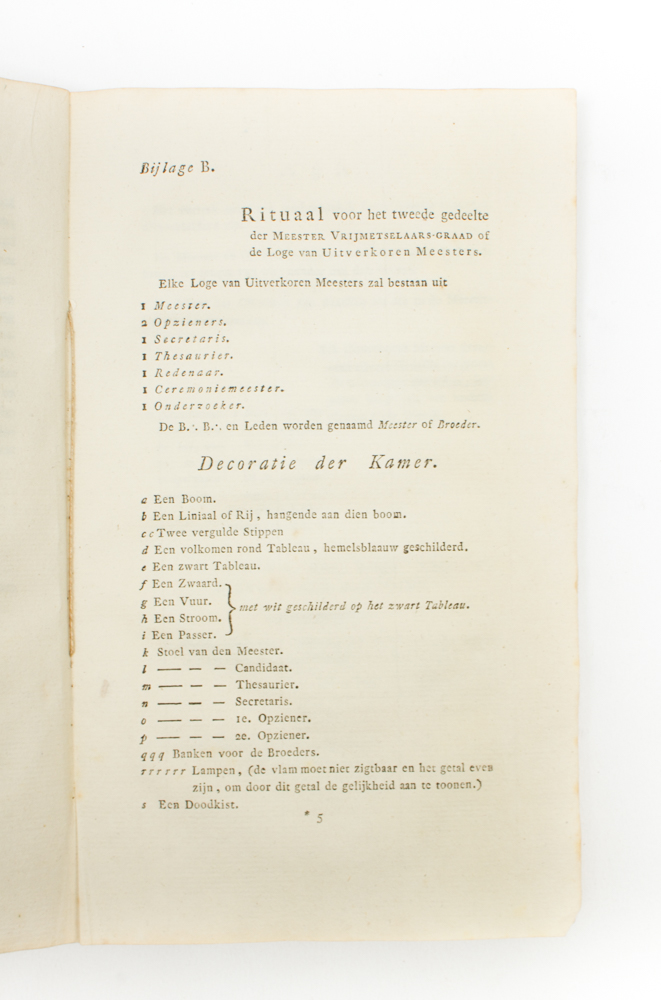 Bijlage B.
Rituaal voor het tweede gedeelte
der MEESTER VRIJMETSELAARS-GRAAD of
de Loge van Uitverkoren Meesters.
Elke Loge van Uitverkoren Meesters zal bestaan uit
1 Meester.
2 Opzieners.
1 Secretaris.
1 Thesaurier.
1 Redenaar.
1 Ceremoniemeester.
1 Onderzoeker.
De B.·. B.·. en Leden worden genaamd Meester of Broeder.
Decoratie der Kamer.
a Een Boom.
b Een Liniaal of Rij, hangende aan dien boom.
c c Twee vergulde Stippen
d Een volkomen rond Tableau, hemelsblaauw geschilderd.
e Een zwart Tableau.
f Een Zwaard.
g Een Vuur.
h Een Stroom.
i Een Passer.
met wit geschilderd op het zwart Tableau.
k Stoel van den Meester.
l — — — Candidaat.
m — — — Thesaurier.
n — — — Secretaris.
o — — — 1e. Opziener.
p — — — 2e. Opziener.
q q q Banken voor de Broeders.
r r r r r r Lampen, (de vlam moet niet zigtbaar en het getal even
zijn, om door dit getal de gelijkheid aan te toonen.)
s Een Doodkist.
* 5